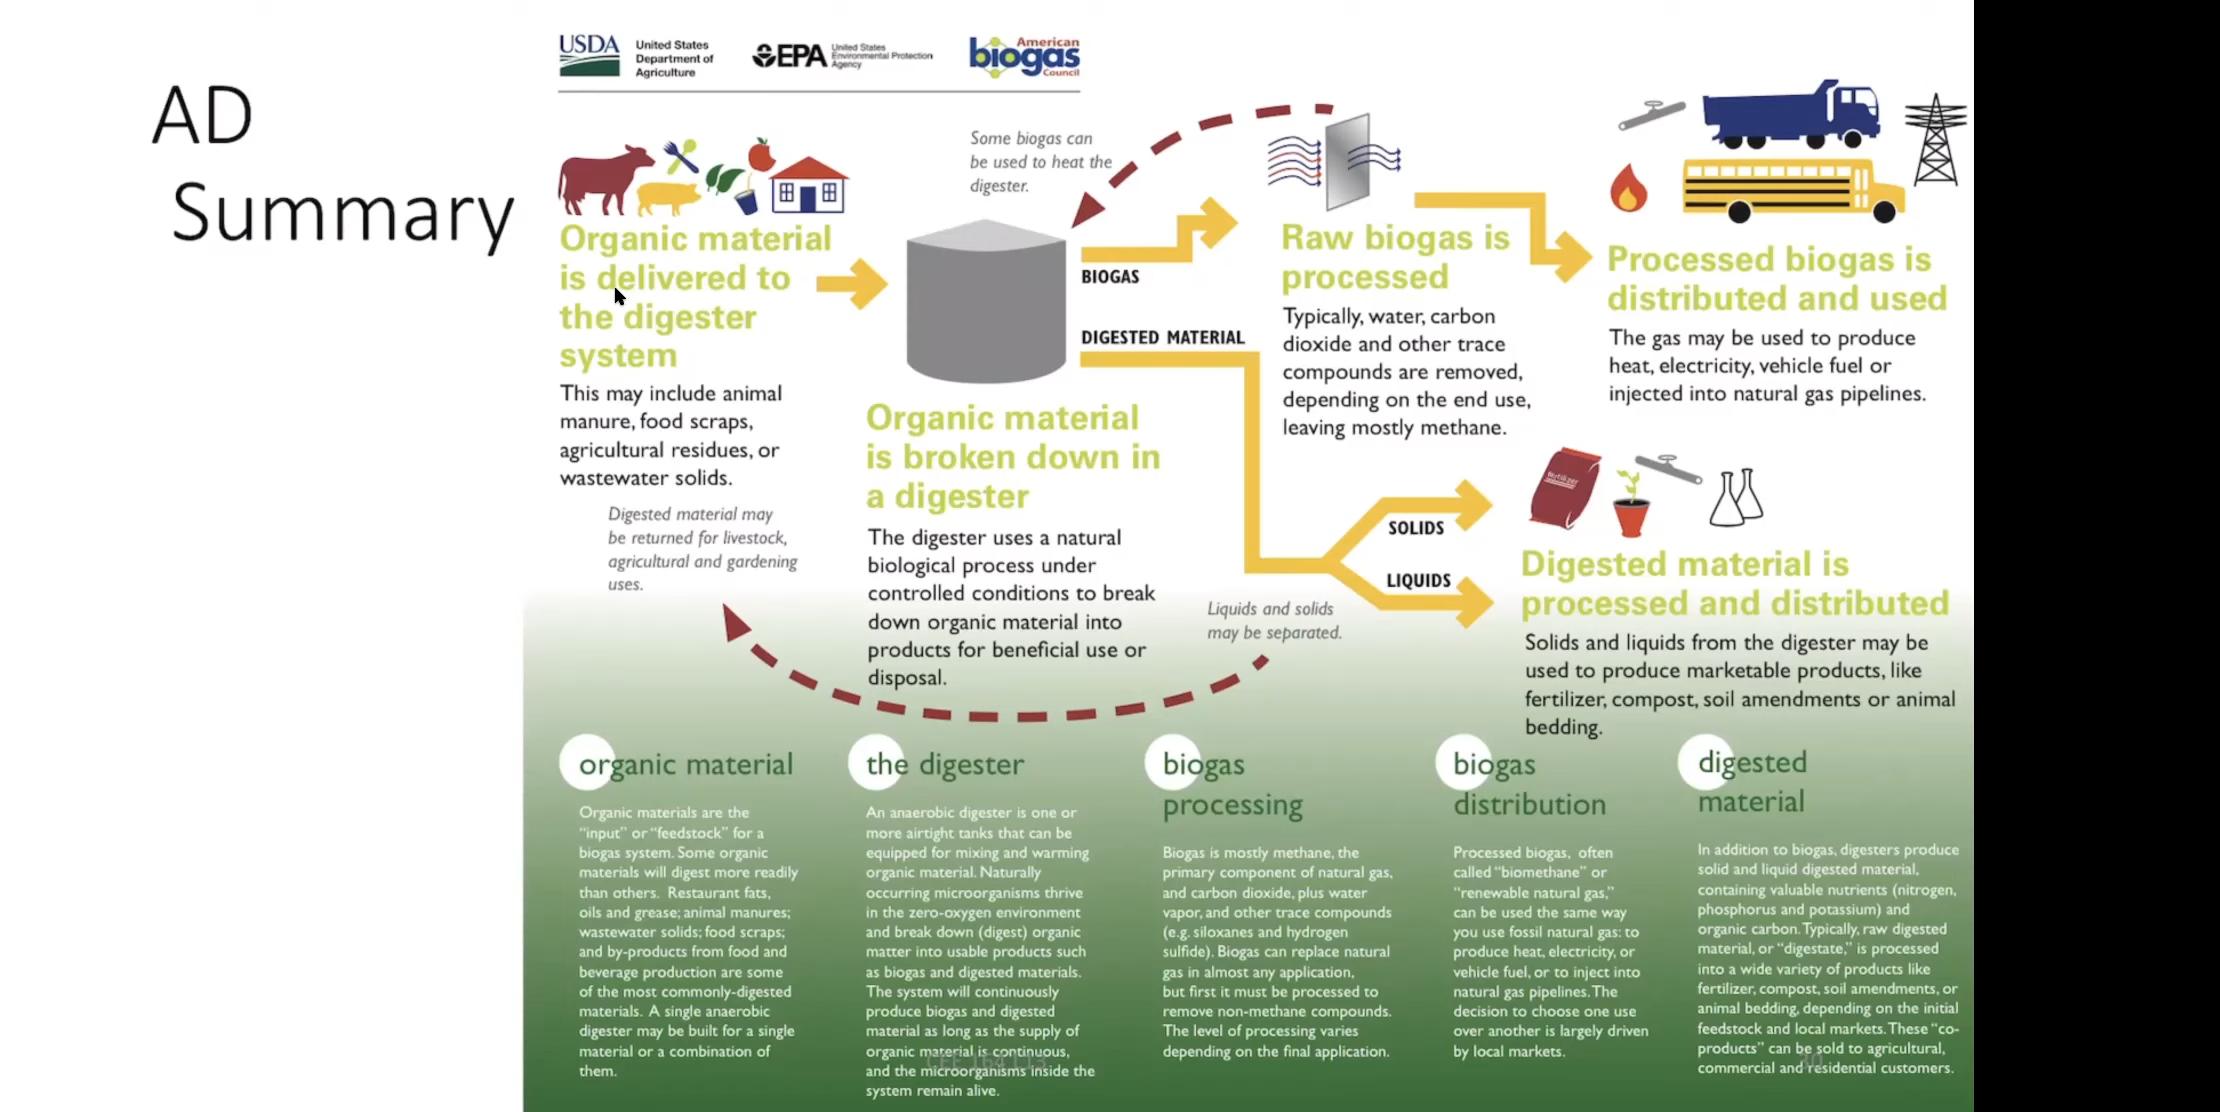 AD
Summary
USDA
United States
Department of
Agriculture
EPA
United States
Environmental Protection
Agency
American
biogas
Council
Organic material
is delivered to
the digester
system
This may include animal
manure, food scraps,
agricultural residues, or
wastewater solids.
Digested material may
be returned for livestock,
agricultural and gardening
uses.
Some biogas can
be used to heat the
digester.
BIOGAS
DIGESTED MATERIAL
Organic material
is broken down in
a digester
The digester uses a natural
biological process under
controlled conditions to break
down organic material into
products for beneficial use or
disposal.
Raw biogas is
processed
Typically, water, carbon
dioxide and other trace
compounds are removed,
depending on the end use,
leaving mostly methane.
SOLIDS
LIQUIDS
Liquids and solids
may be separated.
Processed biogas is
distributed and used
The gas may be used to produce
heat, electricity, vehicle fuel or
injected into natural gas pipelines.
fertilizer
Digested material is
processed and distributed
Solids and liquids from the digester may be
used to produce marketable products, like
fertilizer, compost, soil amendments or animal
bedding.
organic material
Organic materials are the
“input” or “feedstock” for a
biogas system. Some organic
materials will digest more readily
than others. Restaurant fats,
oils and grease; animal manures;
wastewater solids; food scraps;
and by-products from food and
beverage production are some
of the most commonly-digested
materials. A single anaerobic
digester may be built for a single
material or a combination of
them.
the digester
An anaerobic digester is one or
more airtight tanks that can be
equipped for mixing and warming
organic material. Naturally
occurring microorganisms thrive
in the zero-oxygen environment
and break down (digest) organic
matter into usable products such
as biogas and digested materials.
The system will continuously
produce biogas and digested
material as long as the supply of
organic material is continuous,
and the microorganisms inside the
system remain alive.
biogas
processing
Biogas is mostly methane, the
primary component of natural gas,
and carbon dioxide, plus water
vapor, and other trace compounds
(e.g. siloxanes and hydrogen
sulfide). Biogas can replace natural
gas in almost any application,
but first it must be processed to
remove non-methane compounds.
The level of processing varies
depending on the final application.
biogas
distribution
Processed biogas, often
called “biomethane” or
“renewable natural gas,”
can be used the same way
you use fossil natural gas: to
produce heat, electricity, or
vehicle fuel, or to inject into
natural gas pipelines. The
decision to choose one use
over another is largely driven
by local markets.
digested
material
In addition to biogas, digesters produce
solid and liquid digested material,
containing valuable nutrients (nitrogen,
phosphorus and potassium) and
organic carbon. Typically, raw digested
material, or “digestate,” is processed
into a wide variety of products like
fertilizer, compost, soil amendments, or
animal bedding, depending on the initial
feedstock and local markets. These “co-
products” can be sold to agricultural,
commercial and residential customers.
CEE 164 L13
30